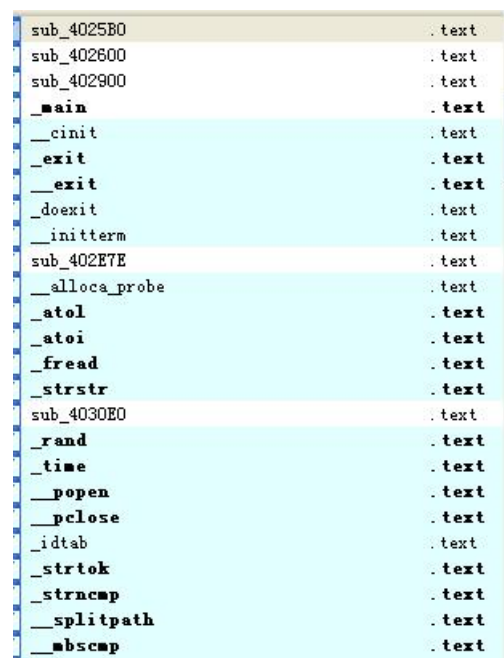 sub_4025B0 .text
sub_402600 .text
sub_402900 .text
_main .text
__cinit .text
_exit .text
__exit .text
_doexit .text
__initterm .text
sub_402E7E .text
__alloca_probe .text
_atol .text
_atoi .text
_fread .text
_strstr .text
sub_4030E0 .text
_rand .text
_time .text
__popen .text
__pclose .text
_idtab .text
_strtok .text
_strncmp .text
__splitpath .text
__mbscmp .text